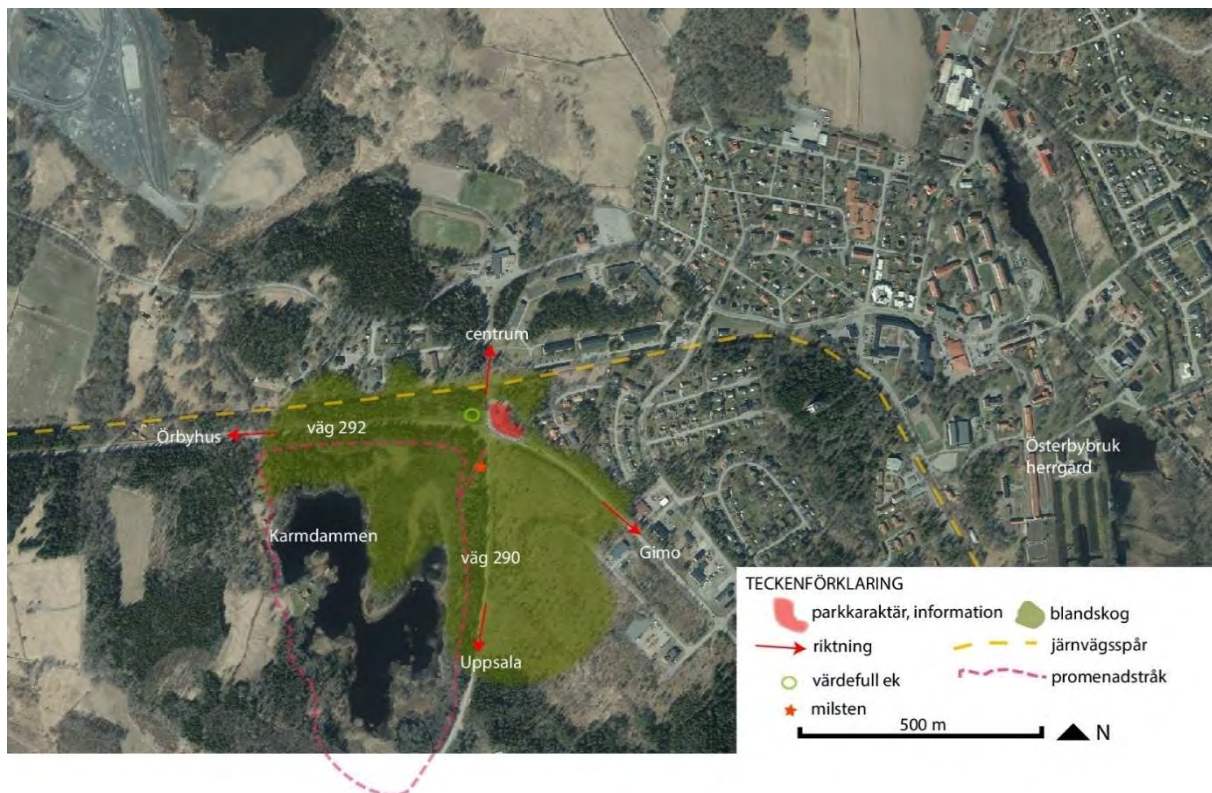 centrum
Örbyhus
väg 292
Österbybruk
herrgård
Karmdammen
väg 290
Gimo
Uppsala
TECKENFÖRKLARING
parkkaraktär, information
blandskog
riktning
järnvägsspår
värdefull ek
promenadstråk
milsten
500 m
N